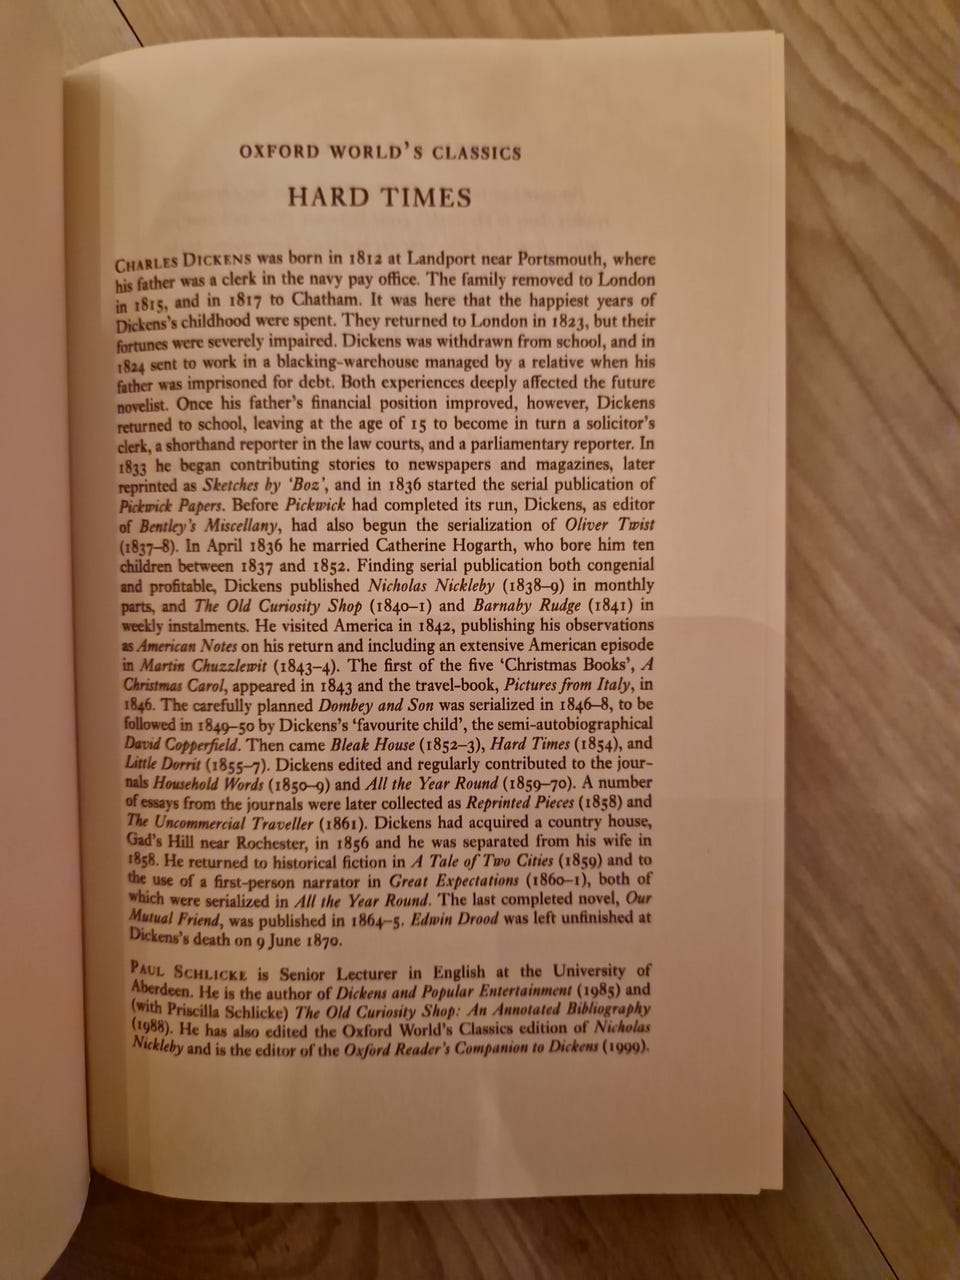 OXFORD WORLD'S CLASSICS
HARD TIMES
CHARLES DICKENS was born in 1812 at Landport near Portsmouth, where
his father was a clerk in the navy pay office. The family removed to London
in 1815, and in 1817 to Chatham. It was here that the happiest years of
Dickens's childhood were spent. They returned to London in 1823, but their
fortunes were severely impaired. Dickens was withdrawn from school, and in
1824 sent to work in a blacking-warehouse managed by a relative when his
father was imprisoned for debt. Both experiences deeply affected the future
novelist. Once his father's financial position improved, however, Dickens
returned to school, leaving at the age of 15 to become in turn a solicitor's
clerk, a shorthand reporter in the law courts, and a parliamentary reporter. In
1833 he began contributing stories to newspapers and magazines, later
reprinted as Sketches by 'Boz', and in 1836 started the serial publication of
Pickwick Papers. Before Pickwick had completed its run, Dickens, as editor
of Bentley's Miscellany, had also begun the serialization of Oliver Twist
(1837–8). In April 1836 he married Catherine Hogarth, who bore him ten
children between 1837 and 1852. Finding serial publication both congenial
and profitable, Dickens published Nicholas Nickleby (1838–9) in monthly
parts, and The Old Curiosity Shop (1840–1) and Barnaby Rudge (1841) in
weekly instalments. He visited America in 1842, publishing his observations
as American Notes on his return and including an extensive American episode
in Martin Chuzzlewit (1843–4). The first of the five 'Christmas Books', A
Christmas Carol, appeared in 1843 and the travel-book, Pictures from Italy, in
1846. The carefully planned Dombey and Son was serialized in 1846–8, to be
followed in 1849–50 by Dickens's 'favourite child', the semi-autobiographical
David Copperfield. Then came Bleak House (1852–3), Hard Times (1854), and
Little Dorrit (1855–7). Dickens edited and regularly contributed to the jour-
nals Household Words (1850–9) and All the Year Round (1859–70). A number
of essays from the journals were later collected as Reprinted Pieces (1858) and
The Uncommercial Traveller (1861). Dickens had acquired a country house,
Gad's Hill near Rochester, in 1856 and he was separated from his wife in
1858. He returned to historical fiction in A Tale of Two Cities (1859) and to
the use of a first-person narrator in Great Expectations (1860–1), both of
which were serialized in All the Year Round. The last completed novel, Our
Mutual Friend, was published in 1864–5. Edwin Drood was left unfinished at
Dickens's death on 9 June 1870.
PAUL SCHLICKE is Senior Lecturer in English at the University of
Aberdeen. He is the author of Dickens and Popular Entertainment (1985) and
(with Priscilla Schlicke) The Old Curiosity Shop: An Annotated Bibliography
(1988). He has also edited the Oxford World's Classics edition of Nicholas
Nickleby and is the editor of the Oxford Reader's Companion to Dickens (1999).